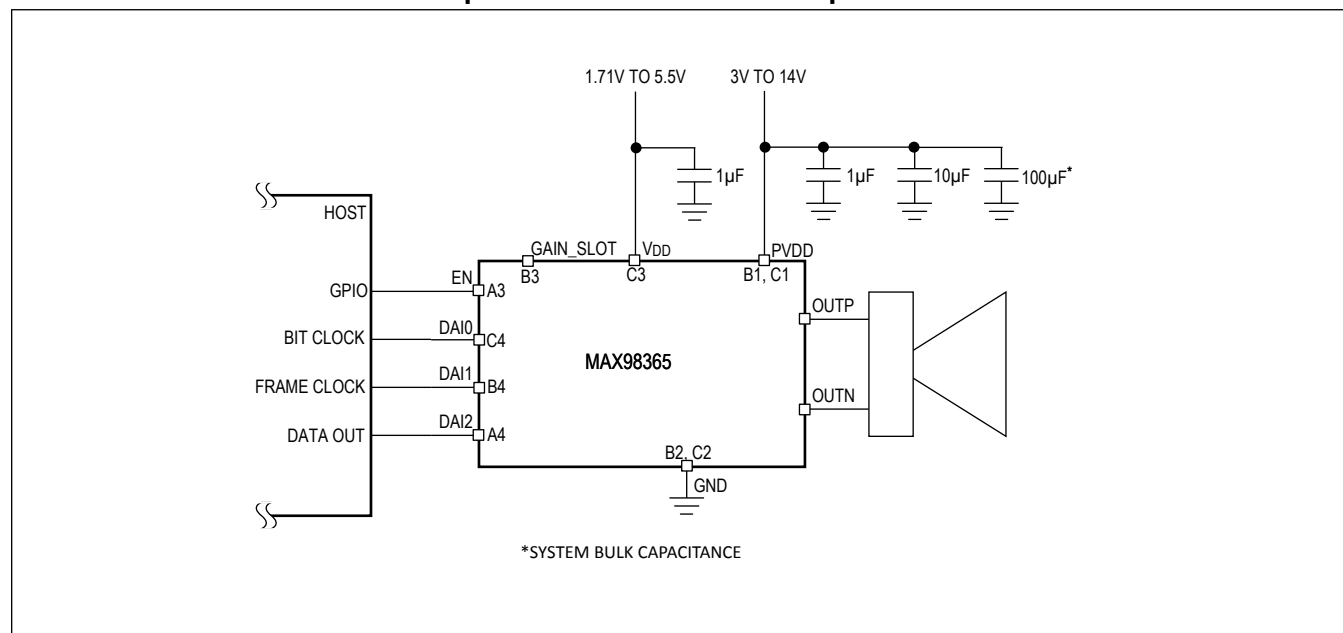 1.71V TO 5.5V
3V TO 14V
1µF
1µF
10µF
100µF*
HOST
GAIN_SLOT
VDD
PVDD
B3
C3
B1, C1
GPIO
EN
A3
OUTP
BIT CLOCK
DAI0
C4
MAX98365
FRAME CLOCK
DAI1
B4
OUTN
DATA OUT
DAI2
A4
B2, C2
GND
*SYSTEM BULK CAPACITANCE